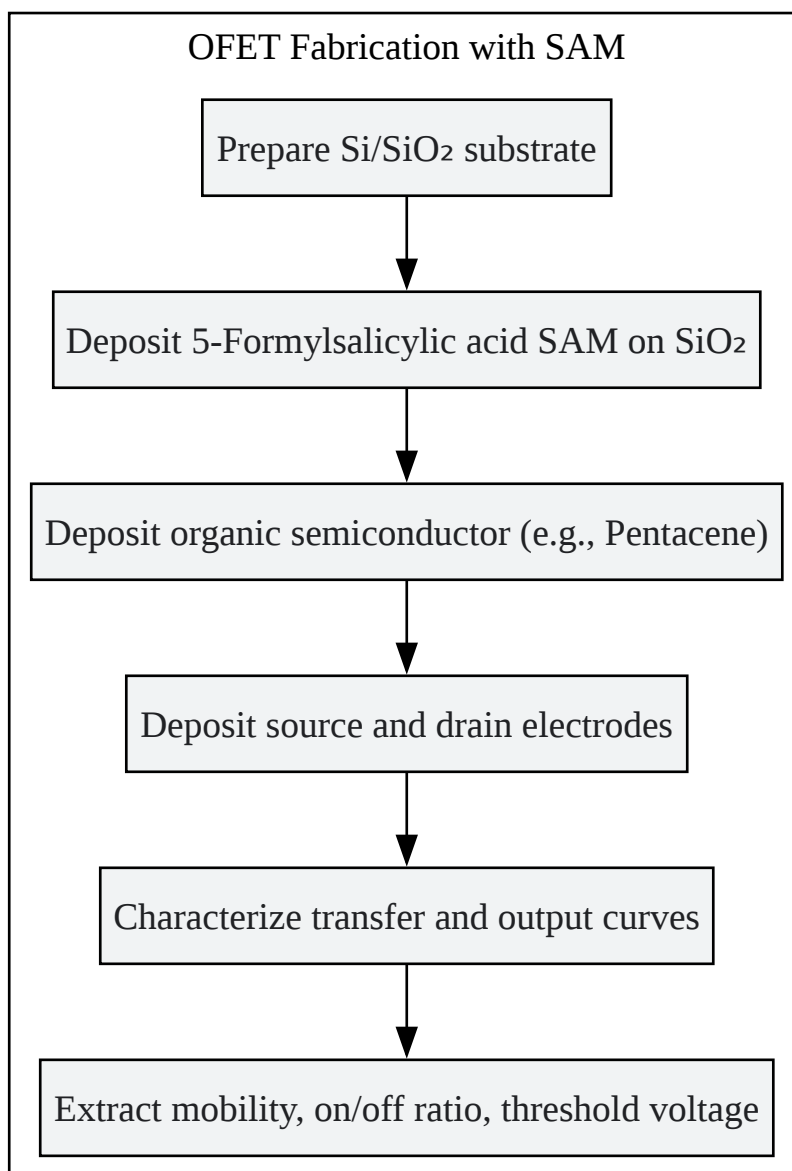 OFET Fabrication with SAM
Prepare Si/SiO₂ substrate
Deposit 5-Formylsalicylic acid SAM on SiO₂
Deposit organic semiconductor (e.g., Pentacene)
Deposit source and drain electrodes
Characterize transfer and output curves
Extract mobility, on/off ratio, threshold voltage